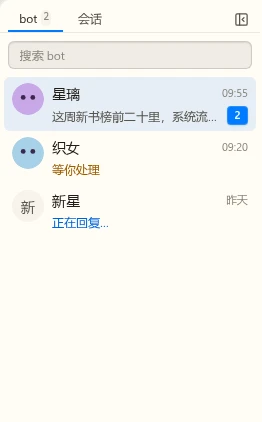 bot 2 会话
搜索 bot
星璃 09:55
这周新书榜前二十里，系统流... 2
织女 09:20
等你处理
新 新星 昨天
正在回复...